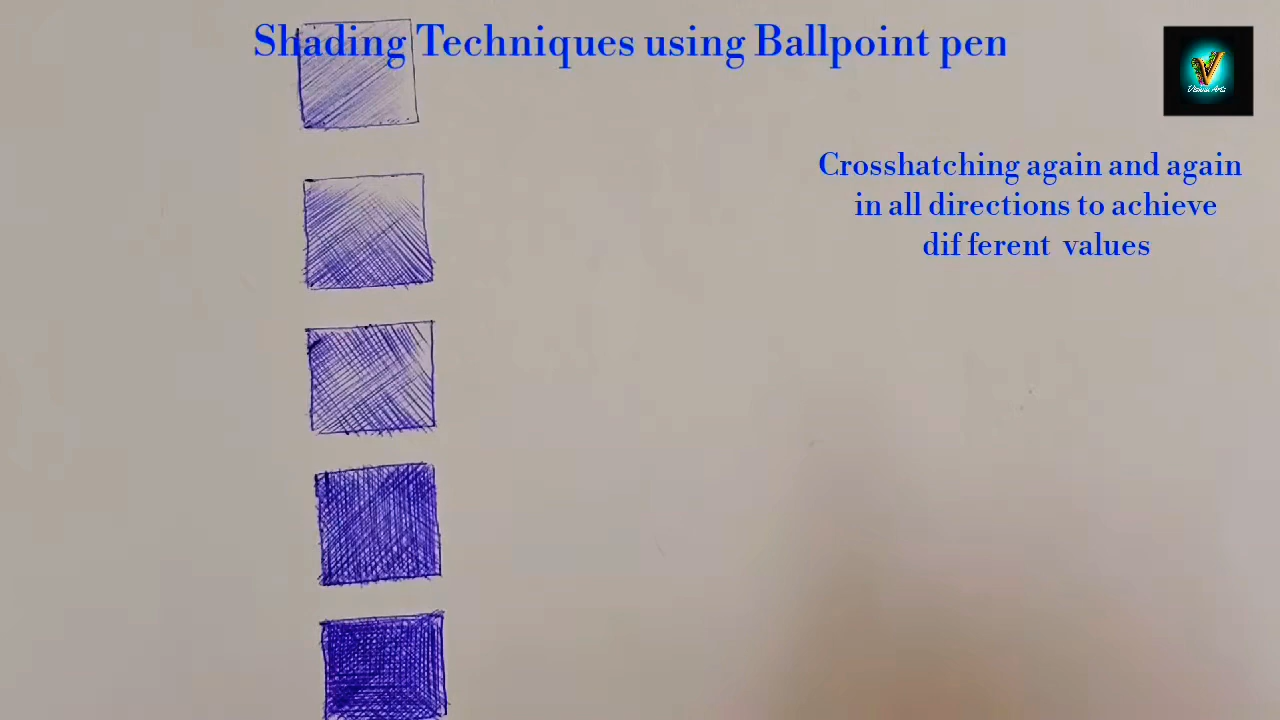 Shading Techniques using Ballpoint pen
Crosshatching again and again
in all directions to achieve
dif ferent values